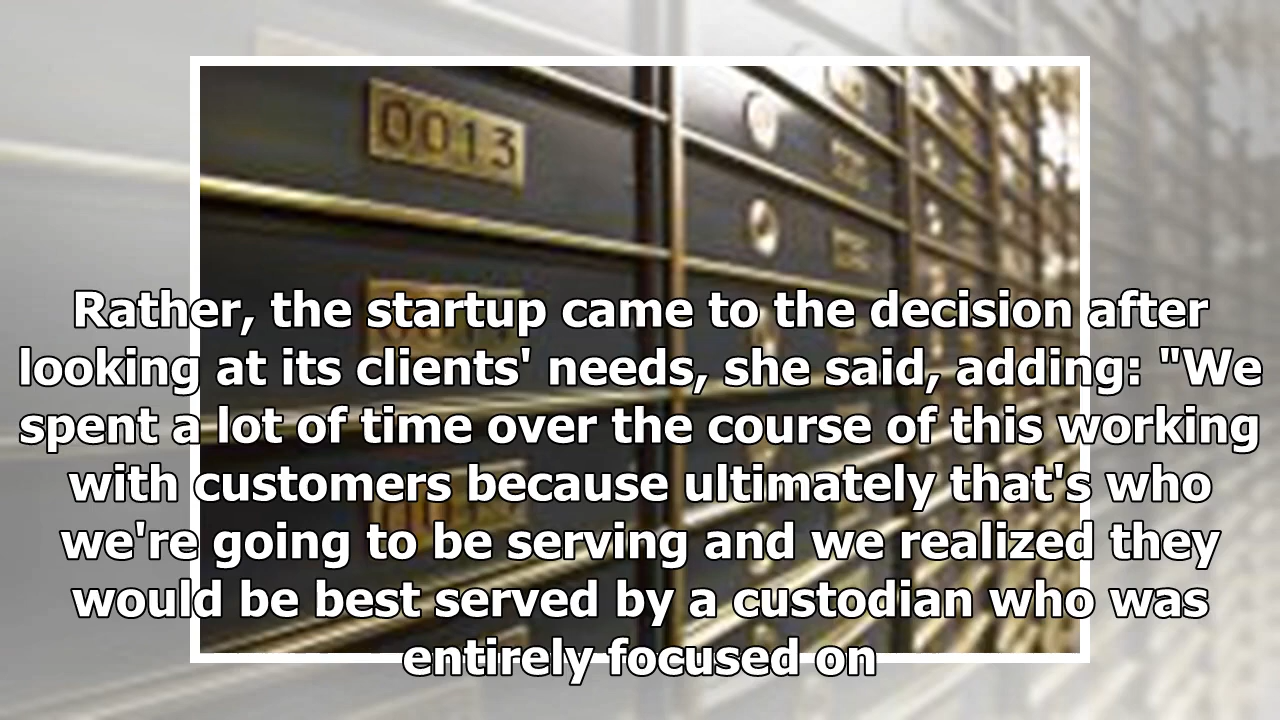 0013
Rather, the startup came to the decision after
looking at its clients' needs, she said, adding: "We
spent a lot of time over the course of this working
with customers because ultimately that's who
we're going to be serving and we realized they
would be best served by a custodian who was
entirely focused on